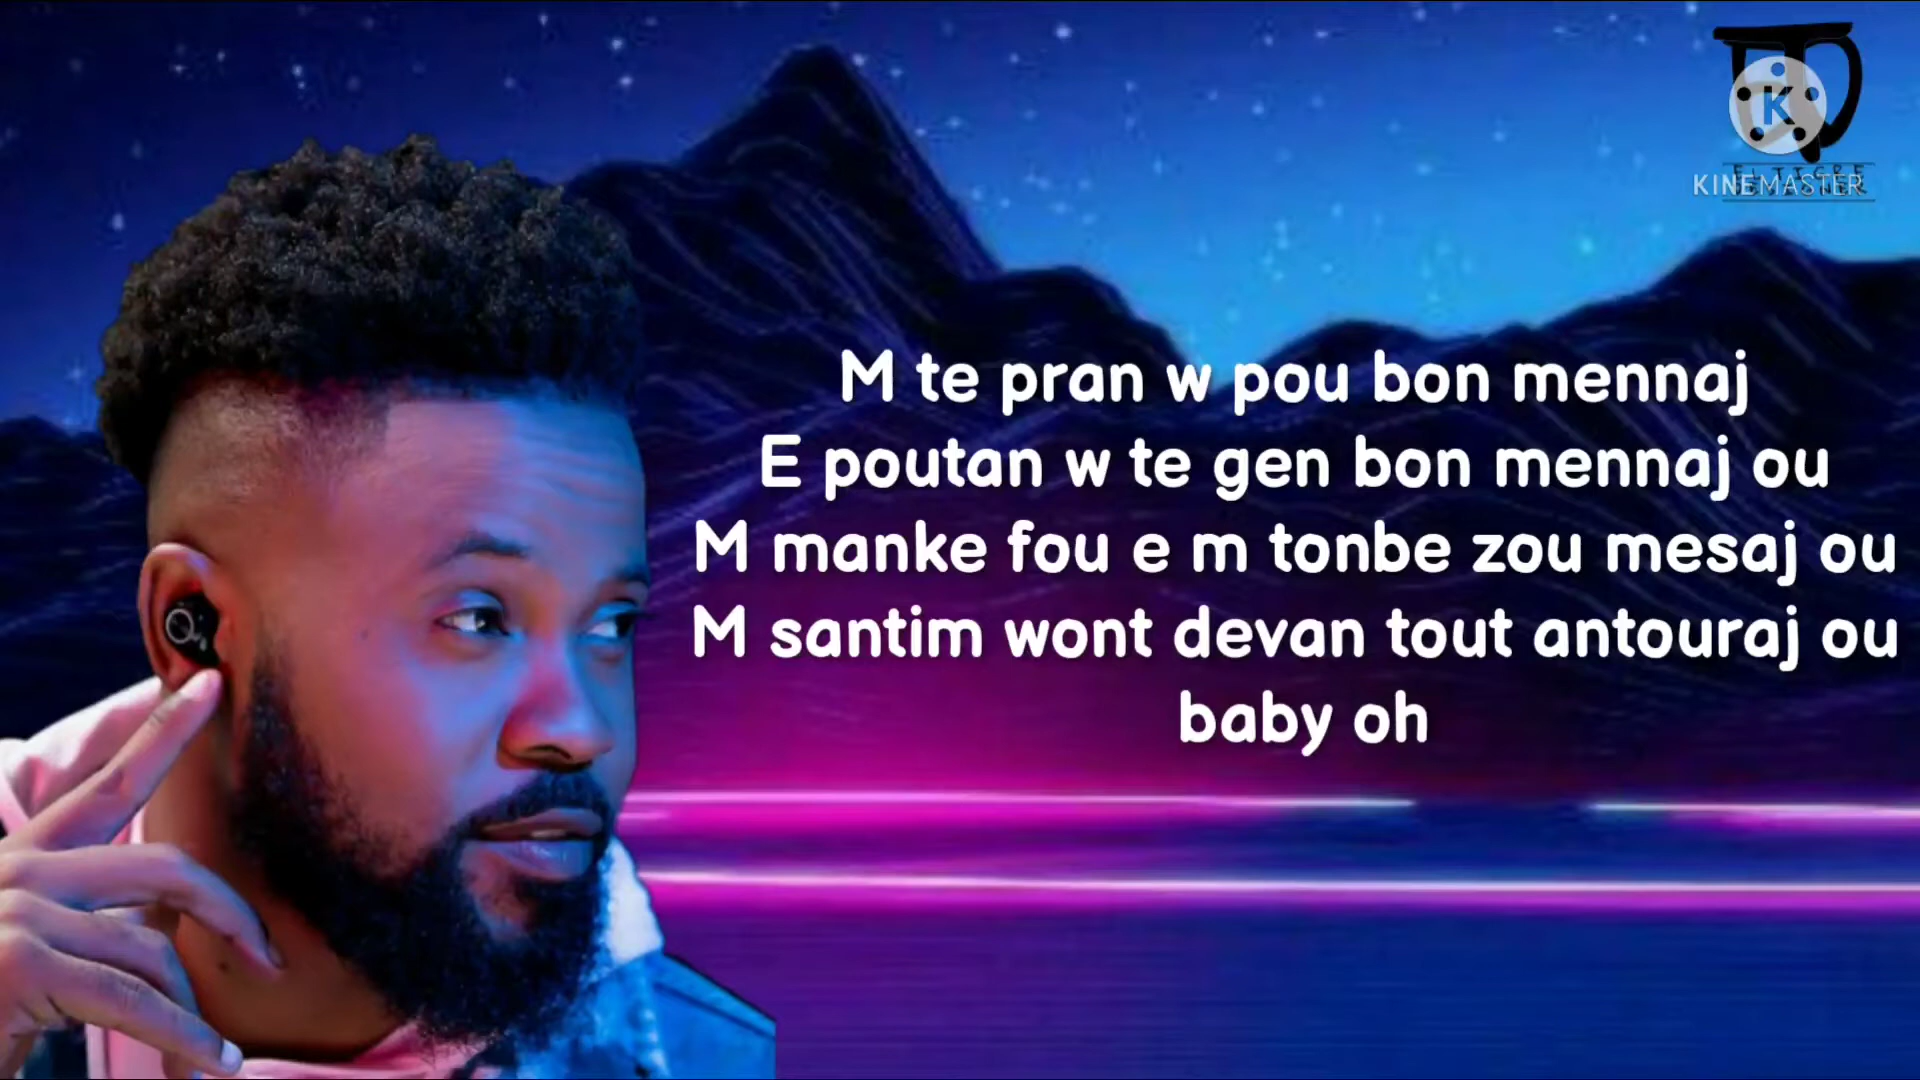 KINEMASTER
M te pran w pou bon mennaj
E poutan w te gen bon mennaj ou
M manke fou e m tonbe zou mesaj ou
M santim wont devan tout antouraj ou
baby oh